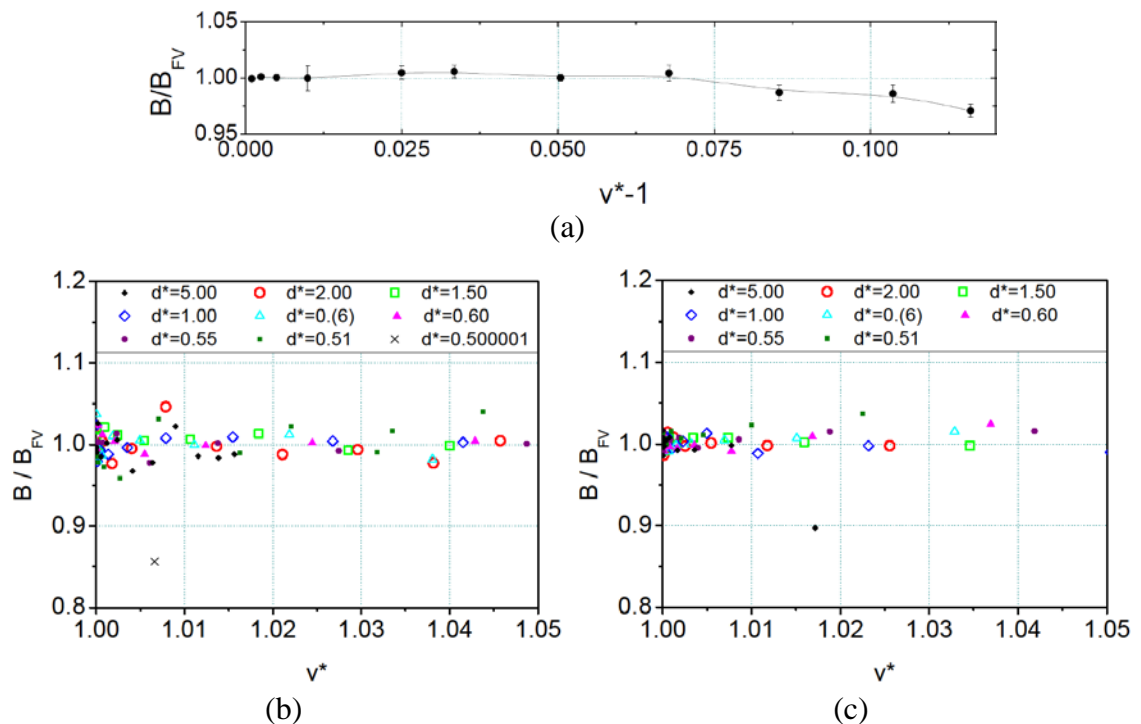 1.05
1.00
0.95
B/B_FV
0.000 0.025 0.050 0.075 0.100
v*-1
(a)
1.2
1.1
1.0
0.9
0.8
B / B_FV
d*=5.00 d*=2.00 d*=1.50
d*=1.00 d*=0.(6) d*=0.60
d*=0.55 d*=0.51 d*=0.500001
1.00 1.01 1.02 1.03 1.04 1.05
v*
(b)
1.2
1.1
1.0
0.9
0.8
B / B_FV
d*=5.00 d*=2.00 d*=1.50
d*=1.00 d*=0.(6) d*=0.60
d*=0.55 d*=0.51
1.00 1.01 1.02 1.03 1.04 1.05
v*
(c)